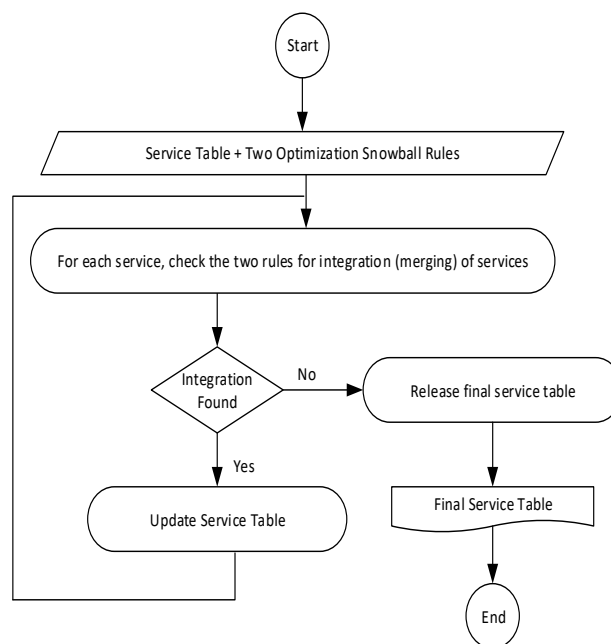 Start
Service Table + Two Optimization Snowball Rules
For each service, check the two rules for integration (merging) of services
Integration
Found
No
Release final service table
Yes
Update Service Table
Final Service Table
End